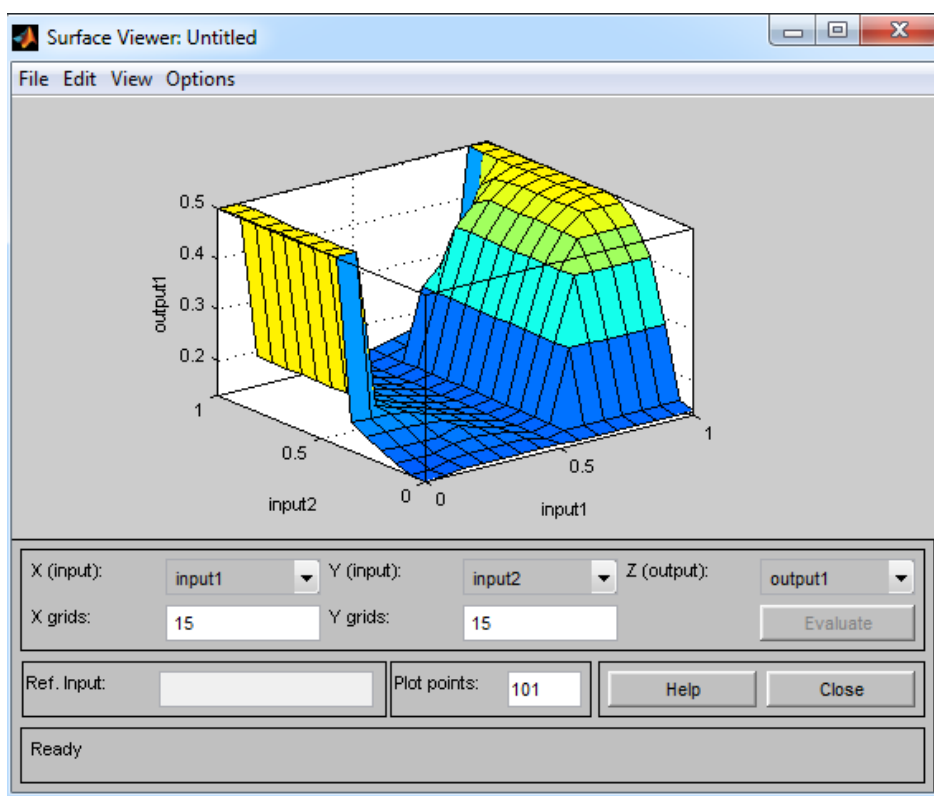 Surface Viewer: Untitled
File Edit View Options
0.5
0.4
0.3
0.2
output1
1
0.5
0
input2
0
0.5
1
input1
X (input): input1 Y (input): input2 Z (output): output1
X grids: 15 Y grids: 15 Evaluate
Ref. Input: Plot points: 101 Help Close
Ready